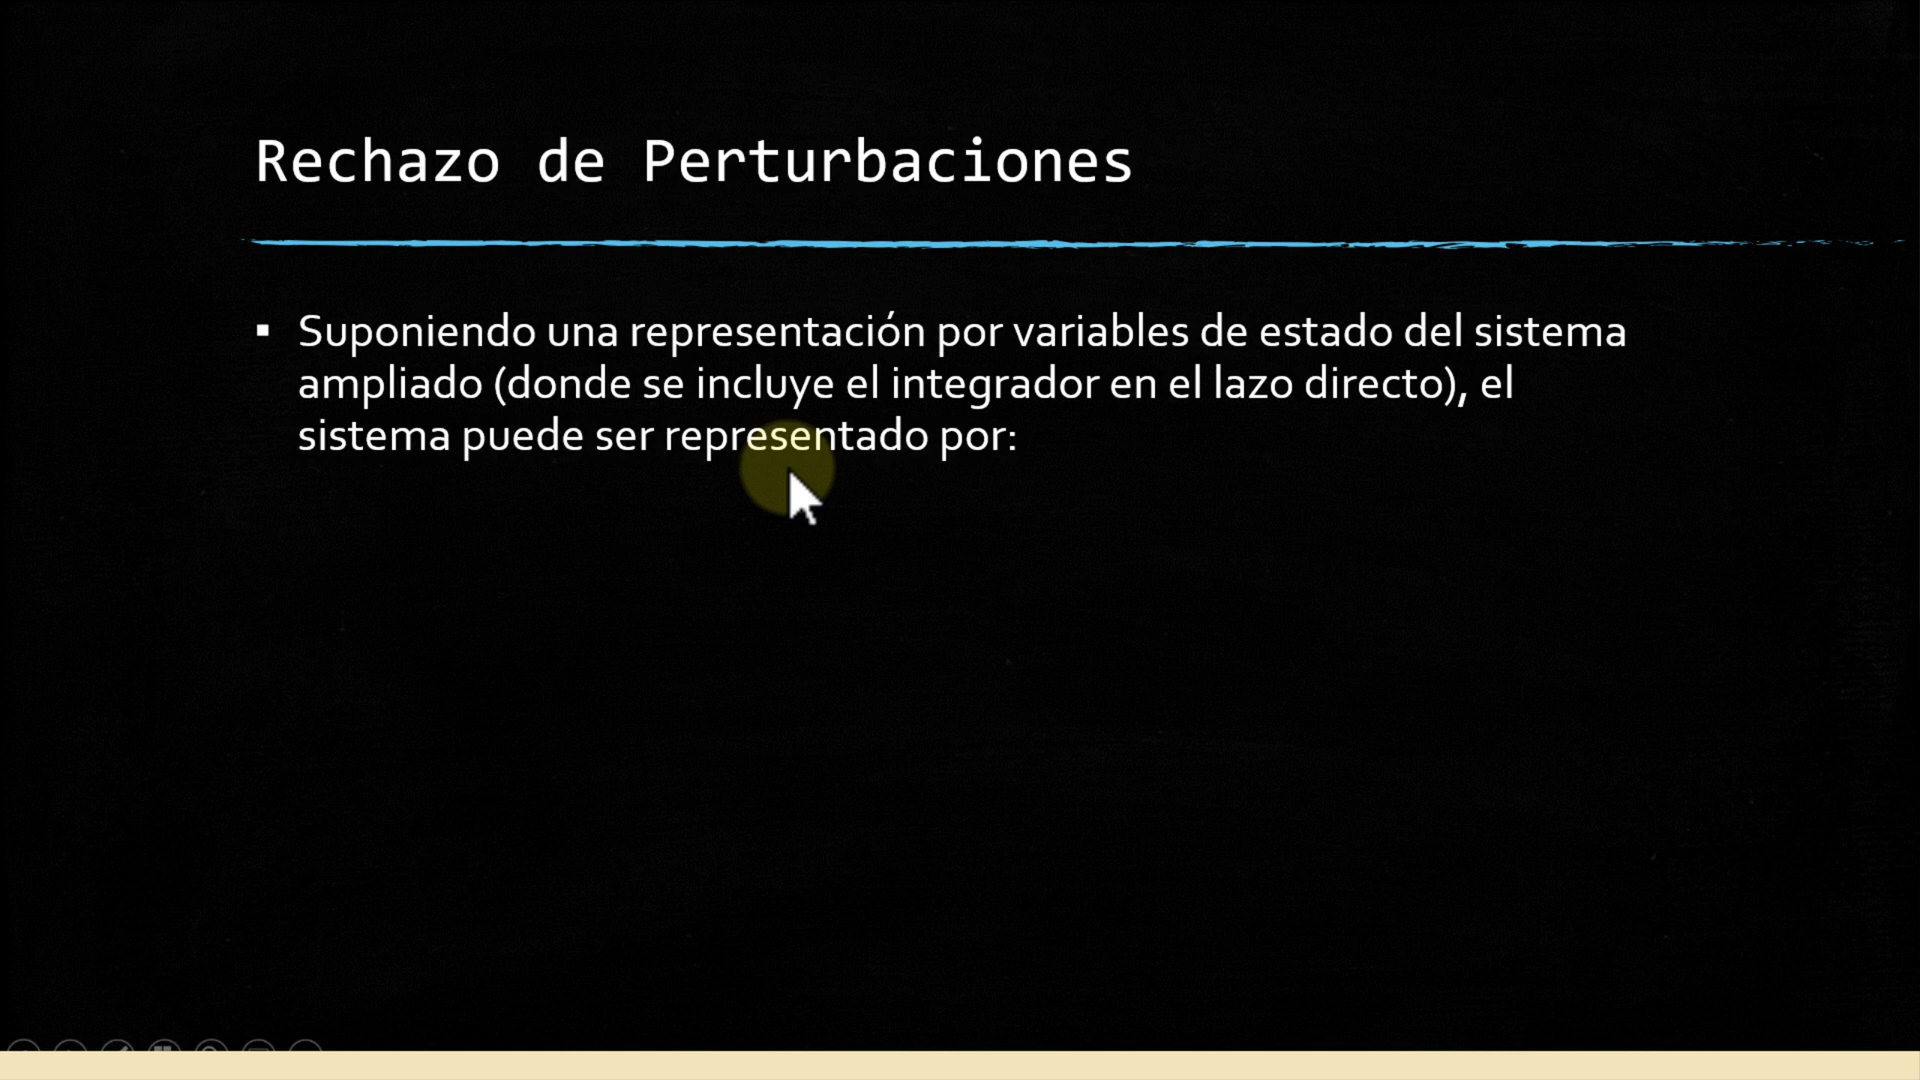 Rechazo de Perturbaciones
▪ Suponiendo una representación por variables de estado del sistema
ampliado (donde se incluye el integrador en el lazo directo), el
sistema puede ser representado por: